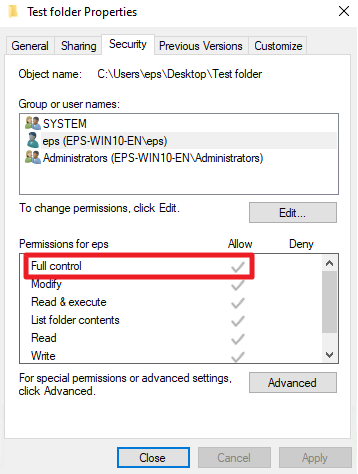 Test folder Properties
General Sharing Security Previous Versions Customize
Object name: C:\Users\eps\Desktop\Test folder
Group or user names:
SYSTEM
eps (EPS-WIN10-EN\eps)
Administrators (EPS-WIN10-EN\Administrators)
To change permissions, click Edit. Edit...
Permissions for eps Allow Deny
Full control
Modify
Read & execute
List folder contents
Read
Write
For special permissions or advanced settings, Advanced
click Advanced.
Close Cancel Apply